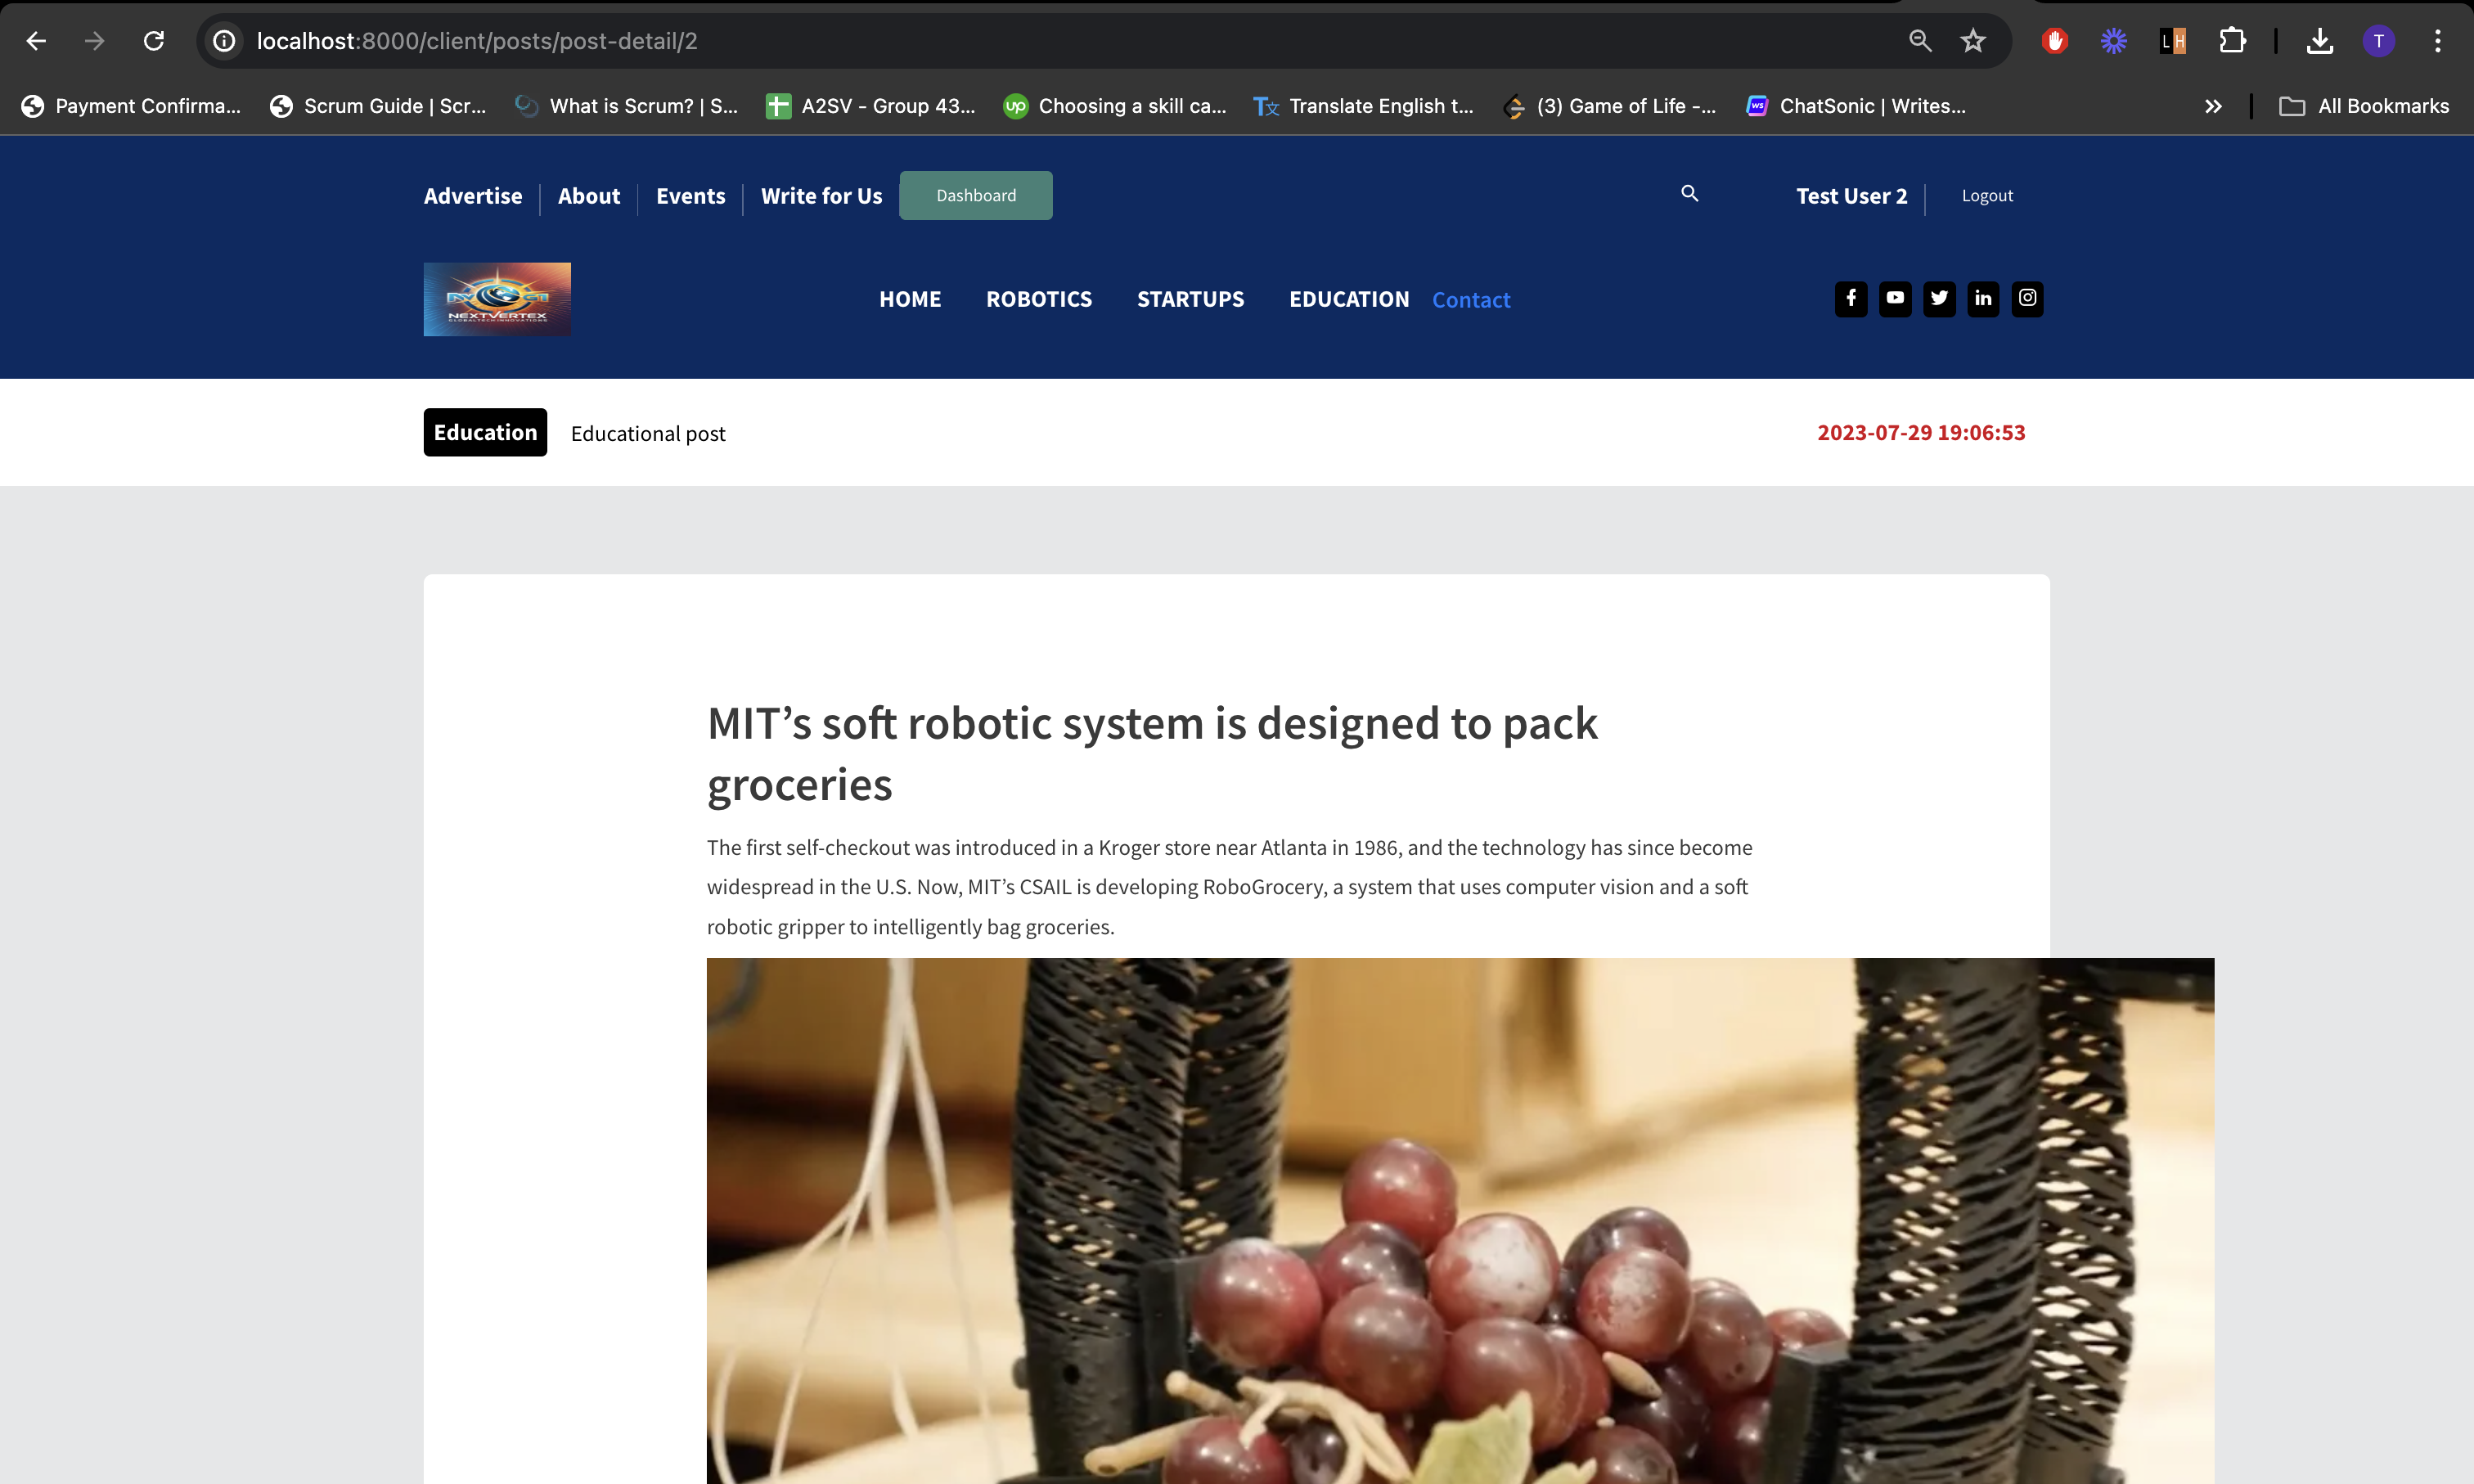 localhost:8000/client/posts/post-detail/2
T
Payment Confirma...
Scrum Guide | Scr...
What is Scrum? | S...
A2SV - Group 43...
up
Choosing a skill ca...
Translate English t...
(3) Game of Life -...
ws
ChatSonic | Writes...
All Bookmarks
Advertise
About
Events
Write for Us
Dashboard
Test User 2
Logout
NEXTVERTEX
HOME
ROBOTICS
STARTUPS
EDUCATION
Contact
Education
Educational post
2023-07-29 19:06:53
MIT’s soft robotic system is designed to pack
groceries
The first self-checkout was introduced in a Kroger store near Atlanta in 1986, and the technology has since become
widespread in the U.S. Now, MIT’s CSAIL is developing RoboGrocery, a system that uses computer vision and a soft
robotic gripper to intelligently bag groceries.